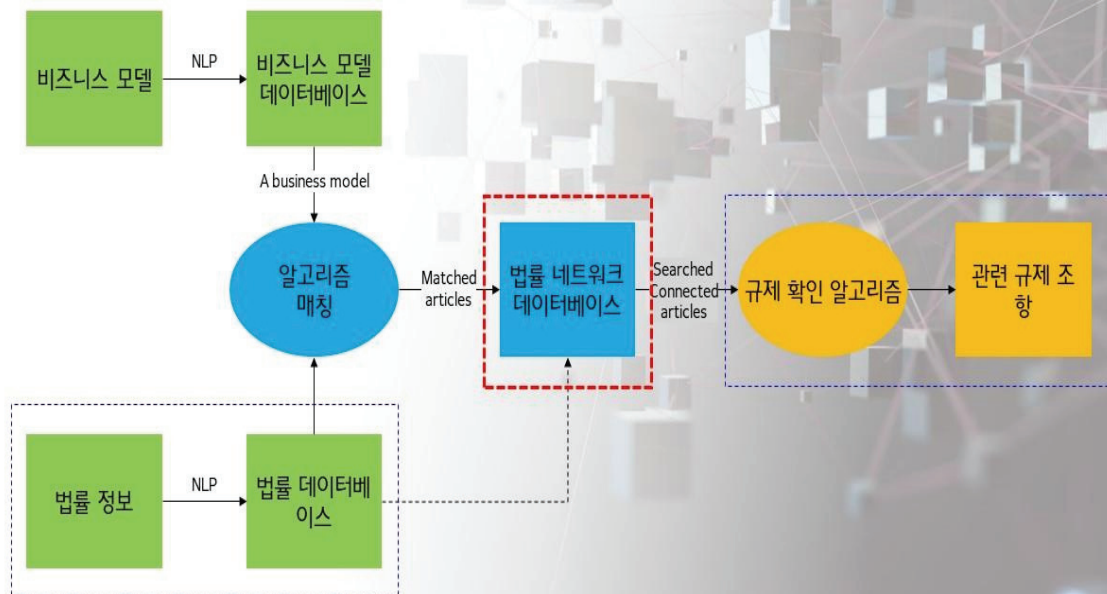 비즈니스 모델
NLP
비즈니스 모델
데이터베이스
A business model
알고리즘
매칭
Matched
articles
법률 네트워크
데이터베이스
Searched
Connected
articles
규제 확인 알고리즘
관련 규제 조
항
법률 정보
NLP
법률 데이터베
이스